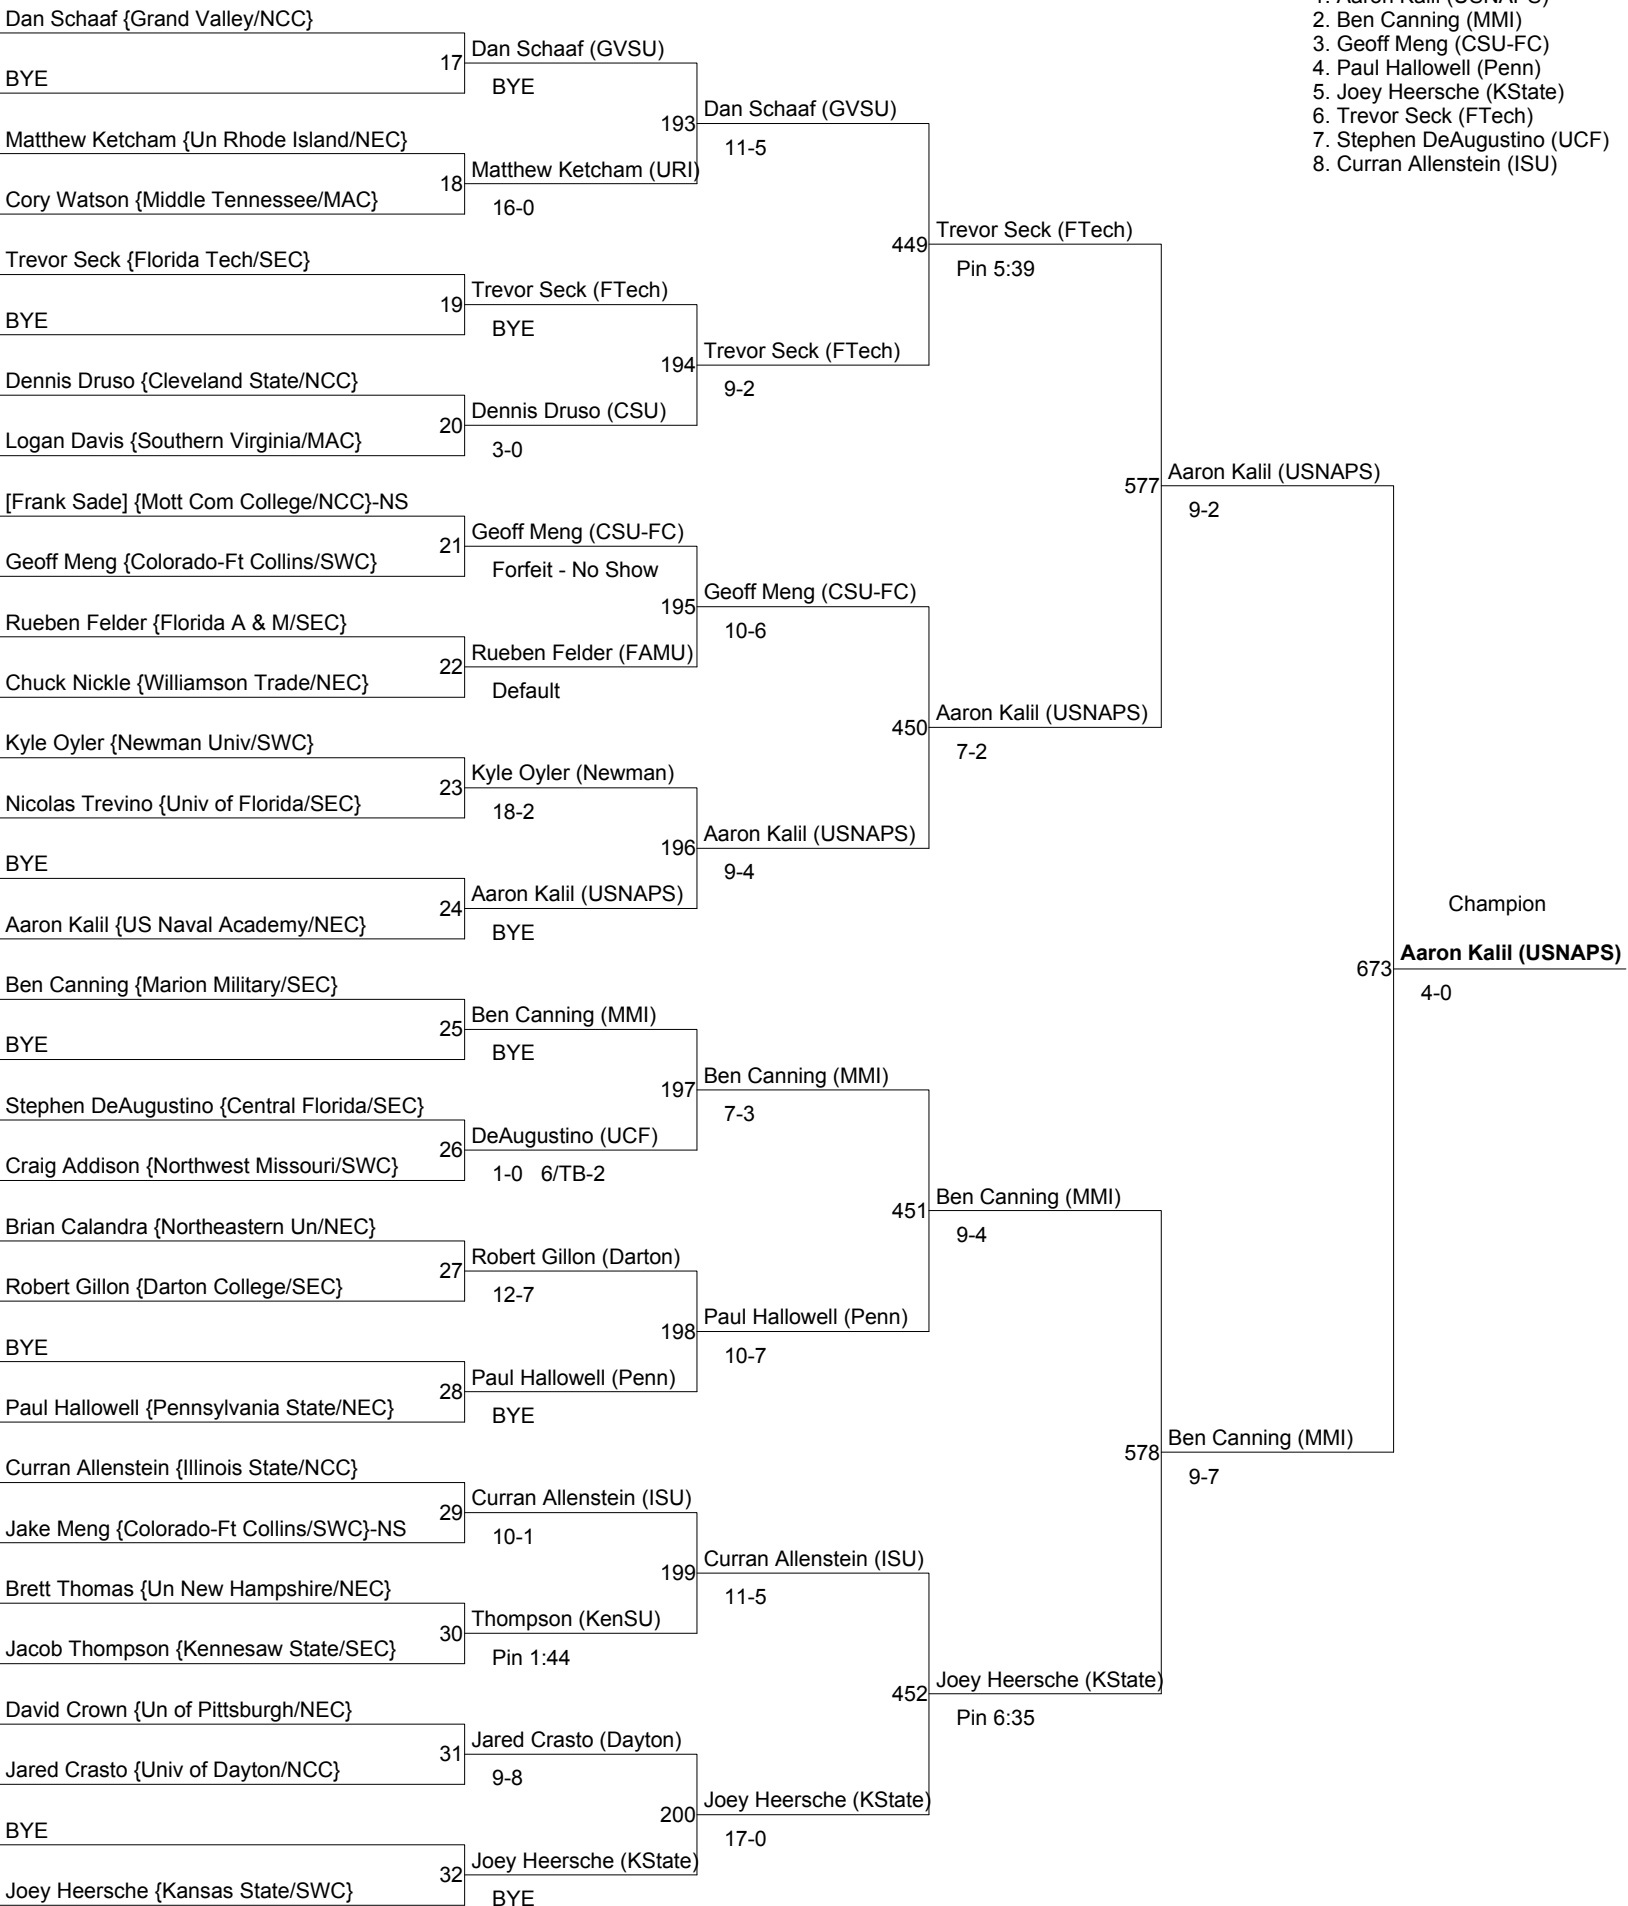 1. Aaron Kalil (USNAPS)
2. Ben Canning (MMI)
3. Geoff Meng (CSU-FC)
4. Paul Hallowell (Penn)
5. Joey Heersche (KState)
6. Trevor Seck (FTech)
7. Stephen DeAugustino (UCF)
8. Curran Allenstein (ISU)
Dan Schaaf {Grand Valley/NCC}
BYE
Matthew Ketcham {Un Rhode Island/NEC}
Cory Watson {Middle Tennessee/MAC}
Trevor Seck {Florida Tech/SEC}
BYE
Dennis Druso {Cleveland State/NCC}
Logan Davis {Southern Virginia/MAC}
[Frank Sade] {Mott Com College/NCC}-NS
Geoff Meng {Colorado-Ft Collins/SWC}
Rueben Felder {Florida A & M/SEC}
Chuck Nickle {Williamson Trade/NEC}
Kyle Oyler {Newman Univ/SWC}
Nicolas Trevino {Univ of Florida/SEC}
BYE
Aaron Kalil {US Naval Academy/NEC}
Ben Canning {Marion Military/SEC}
BYE
Stephen DeAugustino {Central Florida/SEC}
Craig Addison {Northwest Missouri/SWC}
Brian Calandra {Northeastern Un/NEC}
Robert Gillon {Darton College/SEC}
BYE
Paul Hallowell {Pennsylvania State/NEC}
Curran Allenstein {Illinois State/NCC}
Jake Meng {Colorado-Ft Collins/SWC}-NS
Brett Thomas {Un New Hampshire/NEC}
Jacob Thompson {Kennesaw State/SEC}
David Crown {Un of Pittsburgh/NEC}
Jared Crasto {Univ of Dayton/NCC}
BYE
Joey Heersche {Kansas State/SWC}
17 Dan Schaaf (GVSU)
BYE
18 Matthew Ketcham (URI)
16-0
19 Trevor Seck (FTech)
BYE
20 Dennis Druso (CSU)
3-0
21 Geoff Meng (CSU-FC)
Forfeit - No Show
22 Rueben Felder (FAMU)
Default
23 Kyle Oyler (Newman)
18-2
24 Aaron Kalil (USNAPS)
BYE
25 Ben Canning (MMI)
BYE
26 DeAugustino (UCF)
1-0 6/TB-2
27 Robert Gillon (Darton)
12-7
28 Paul Hallowell (Penn)
BYE
29 Curran Allenstein (ISU)
10-1
30 Thompson (KenSU)
Pin 1:44
31 Jared Crasto (Dayton)
9-8
32 Joey Heersche (KState)
BYE
193 Dan Schaaf (GVSU)
11-5
194 Trevor Seck (FTech)
9-2
195 Geoff Meng (CSU-FC)
10-6
196 Aaron Kalil (USNAPS)
9-4
197 Ben Canning (MMI)
7-3
198 Paul Hallowell (Penn)
10-7
199 Curran Allenstein (ISU)
11-5
200 Joey Heersche (KState)
17-0
449 Trevor Seck (FTech)
Pin 5:39
450 Aaron Kalil (USNAPS)
7-2
451 Ben Canning (MMI)
9-4
452 Joey Heersche (KState)
Pin 6:35
577 Aaron Kalil (USNAPS)
9-2
578 Ben Canning (MMI)
9-7
Champion
673 Aaron Kalil (USNAPS)
4-0